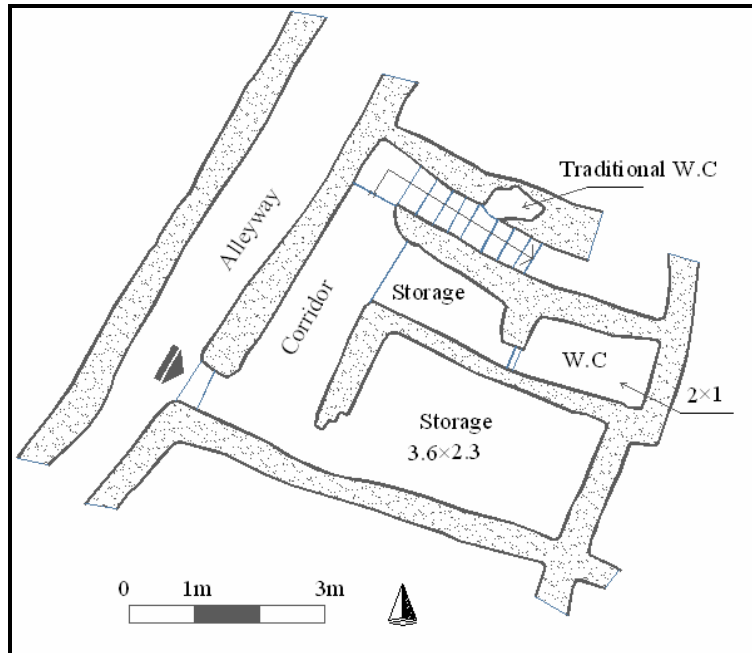 Traditional W.C
Alleyway
Corridor
Storage
W.C
2×1
Storage
3.6×2.3
0 1m 3m